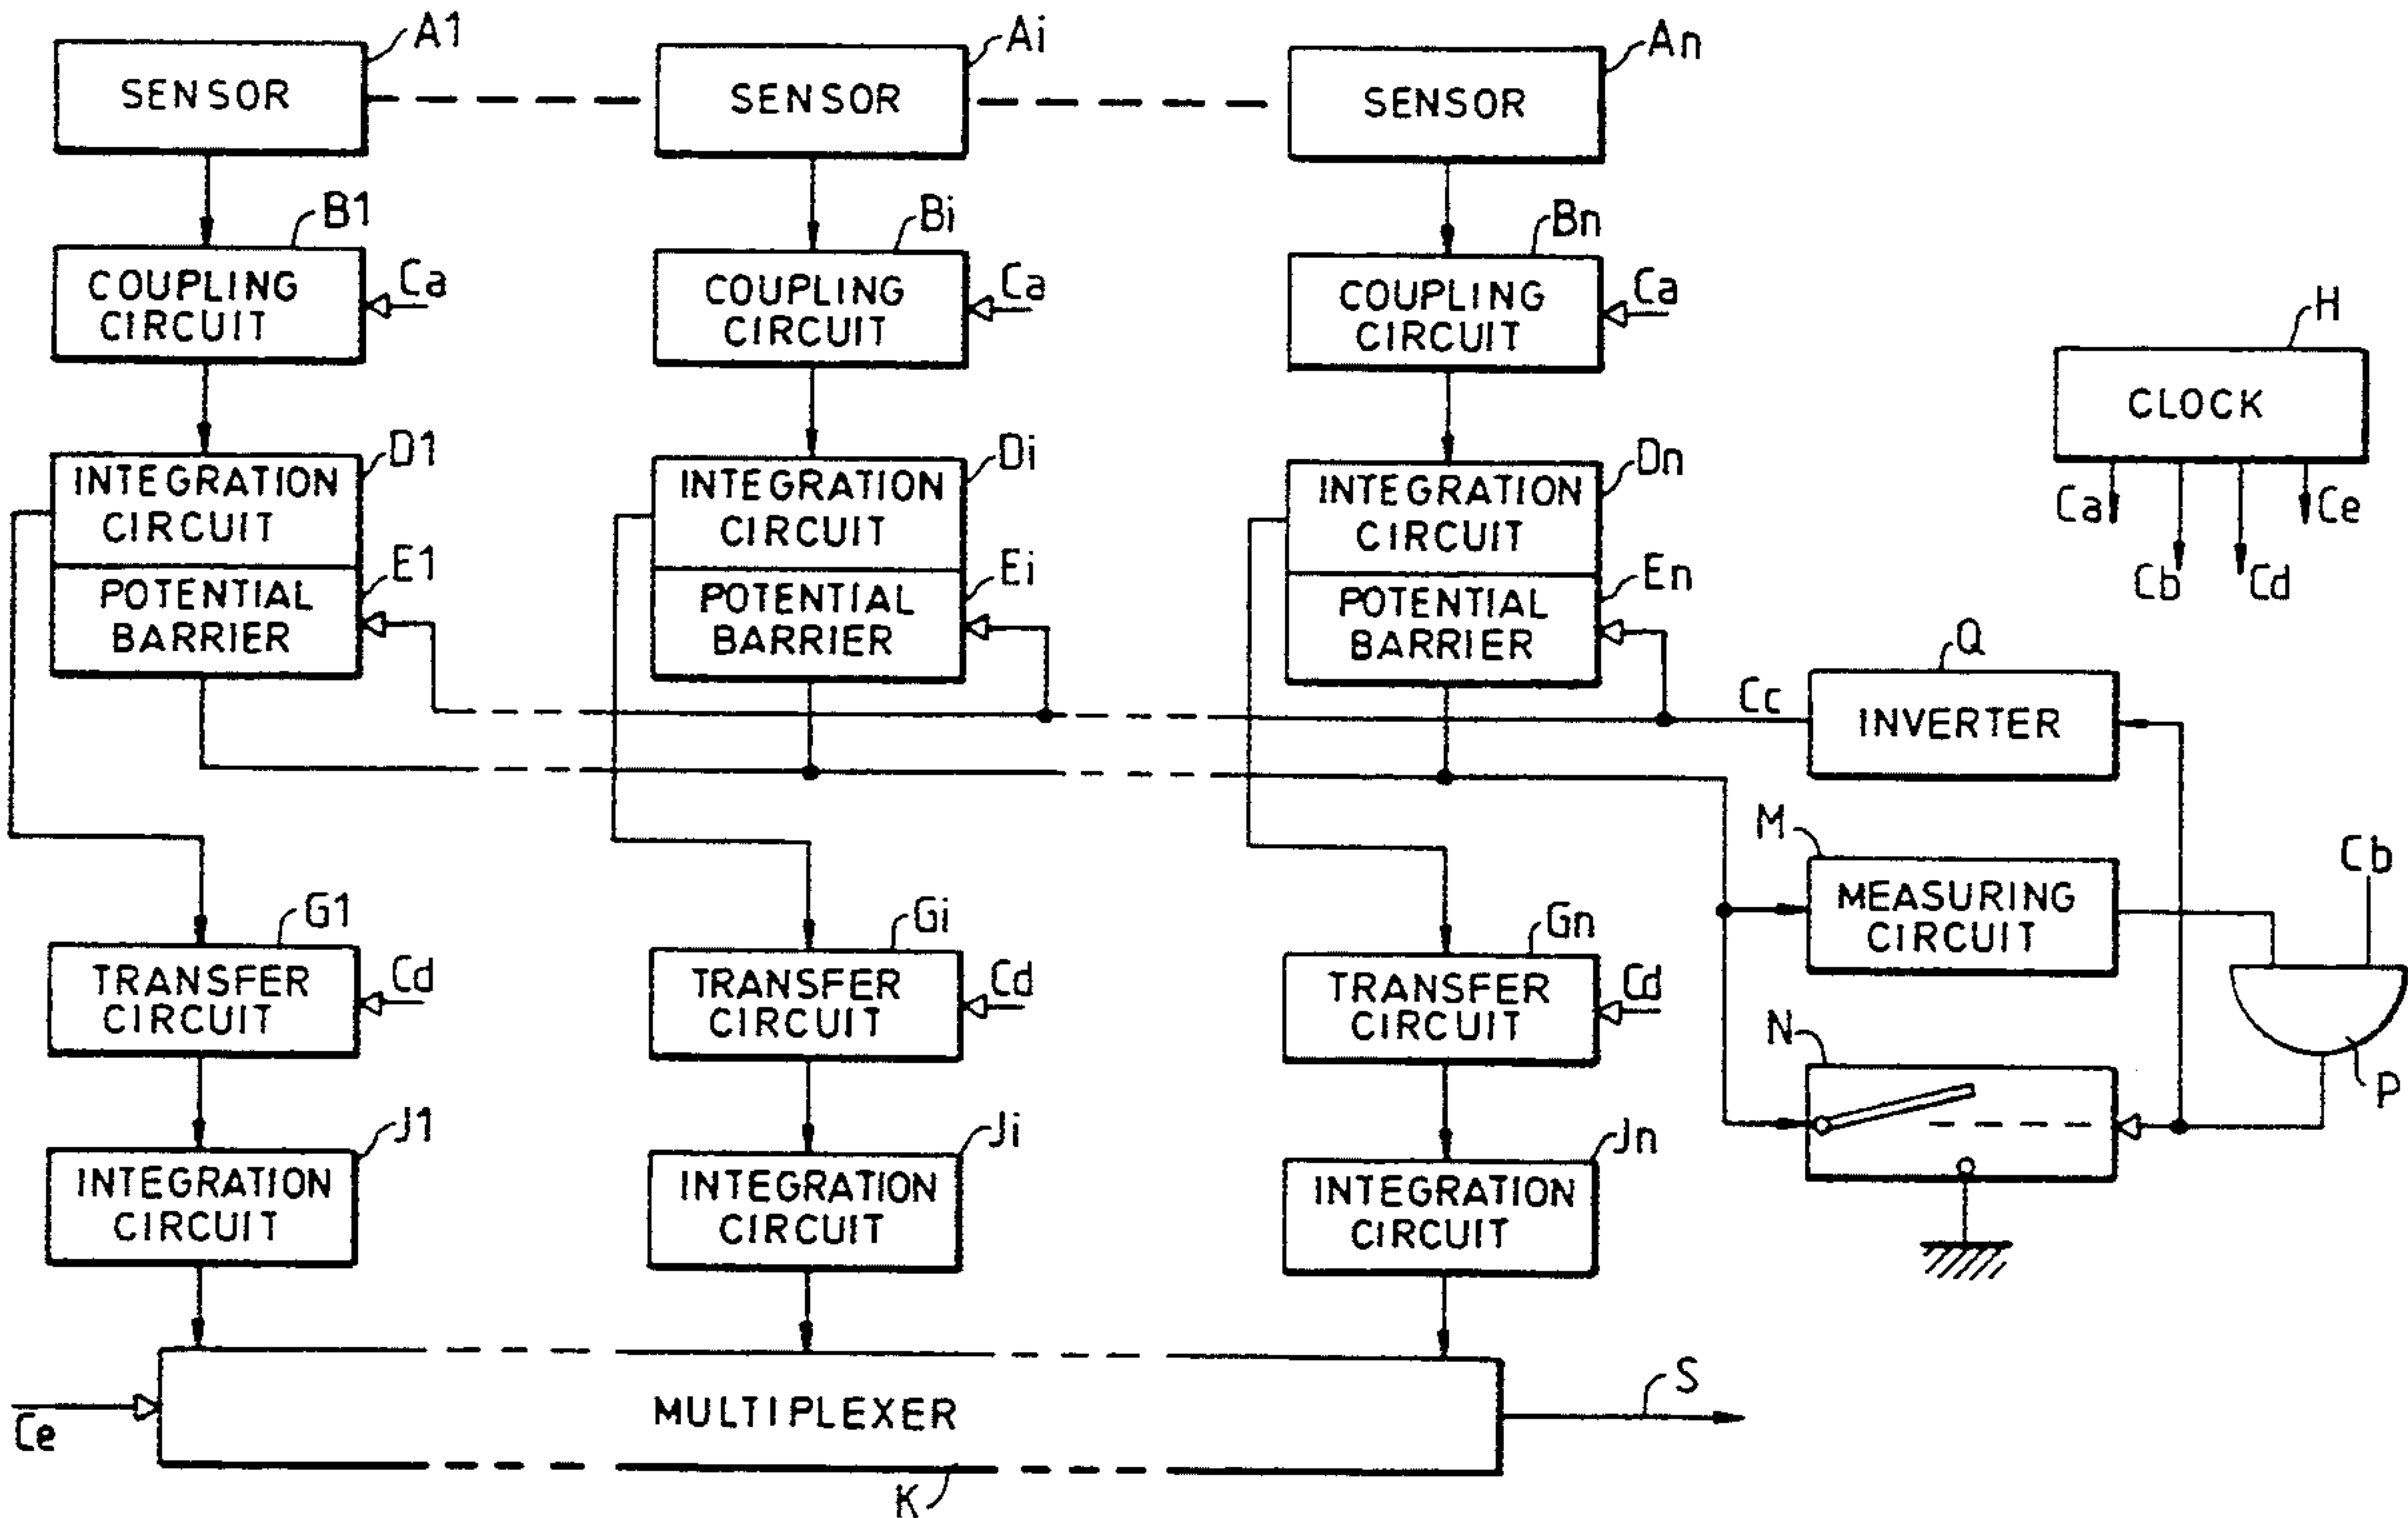 A1
Ai
An
SENSOR
SENSOR
SENSOR
B1
Bi
Bn
COUPLING
CIRCUIT
Ca
COUPLING
CIRCUIT
Ca
COUPLING
CIRCUIT
Ca
H
CLOCK
Ca
Cb
Cd
Ce
D1
Di
Dn
INTEGRATION
CIRCUIT
INTEGRATION
CIRCUIT
INTEGRATION
CIRCUIT
E1
Ei
En
POTENTIAL
BARRIER
POTENTIAL
BARRIER
POTENTIAL
BARRIER
Cc
Q
INVERTER
M
MEASURING
CIRCUIT
Cb
G1
Gi
Gn
TRANSFER
CIRCUIT
Cd
TRANSFER
CIRCUIT
Cd
TRANSFER
CIRCUIT
Cd
N
P
J1
Ji
Jn
INTEGRATION
CIRCUIT
INTEGRATION
CIRCUIT
INTEGRATION
CIRCUIT
Ce
MULTIPLEXER
S
K